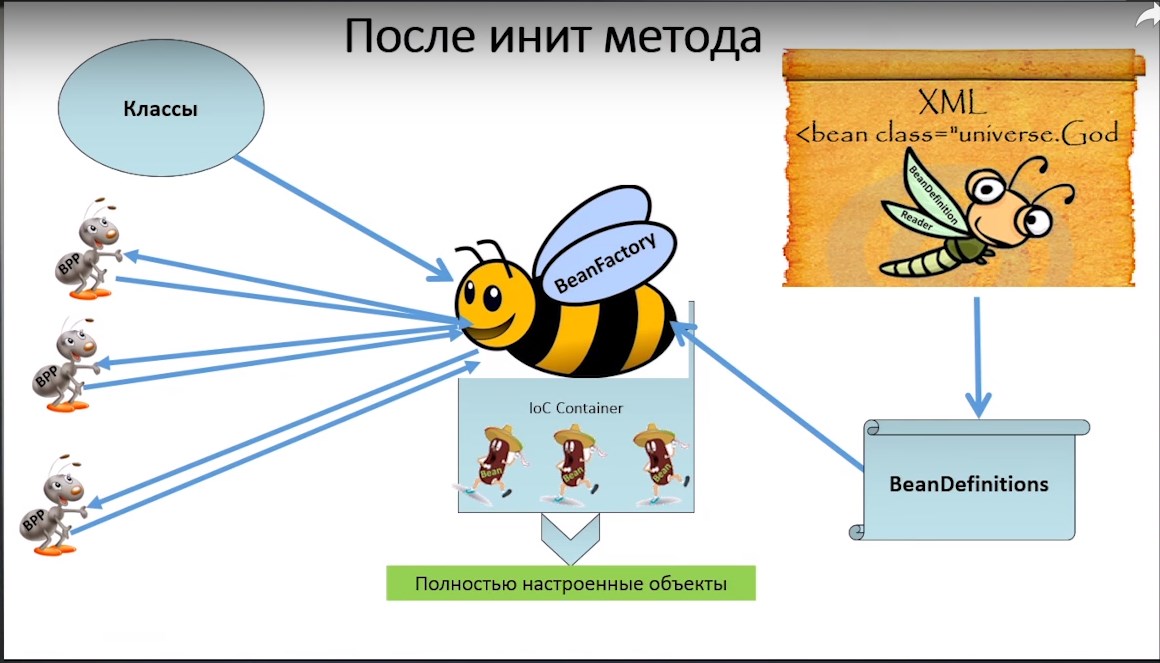 После инит метода
Классы
XML
<bean class="universe.God
BeanDefinition
Reader
BPP
BeanFactory
BPP
IoC Container
Bean
Bean
Bean
BeanDefinitions
BPP
Полностью настроенные объекты